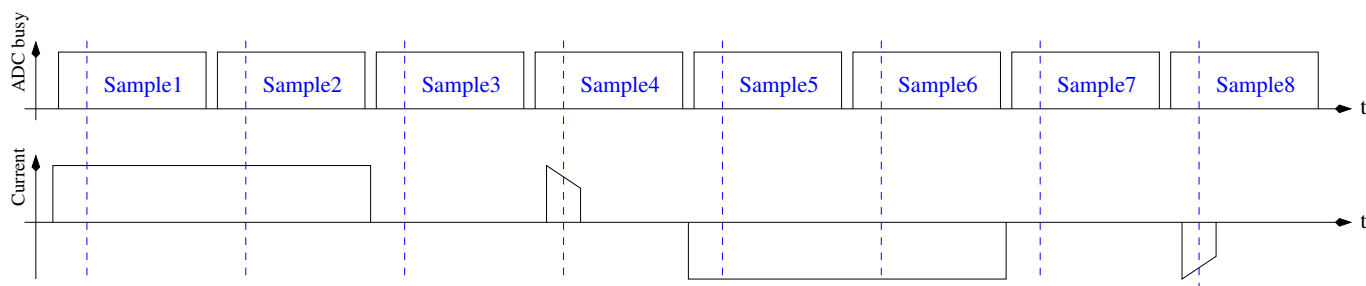 ADC busy
Sample1 Sample2 Sample3 Sample4 Sample5 Sample6 Sample7 Sample8
t
Current
t